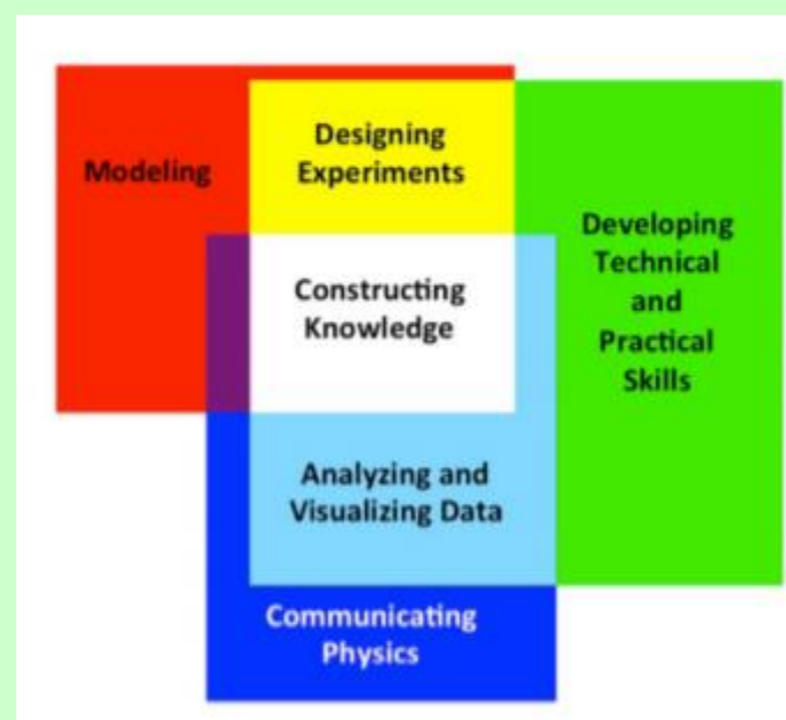 Modeling
Designing
Experiments
Developing
Technical
and
Practical
Skills
Constructing
Knowledge
Analyzing and
Visualizing Data
Communicating
Physics